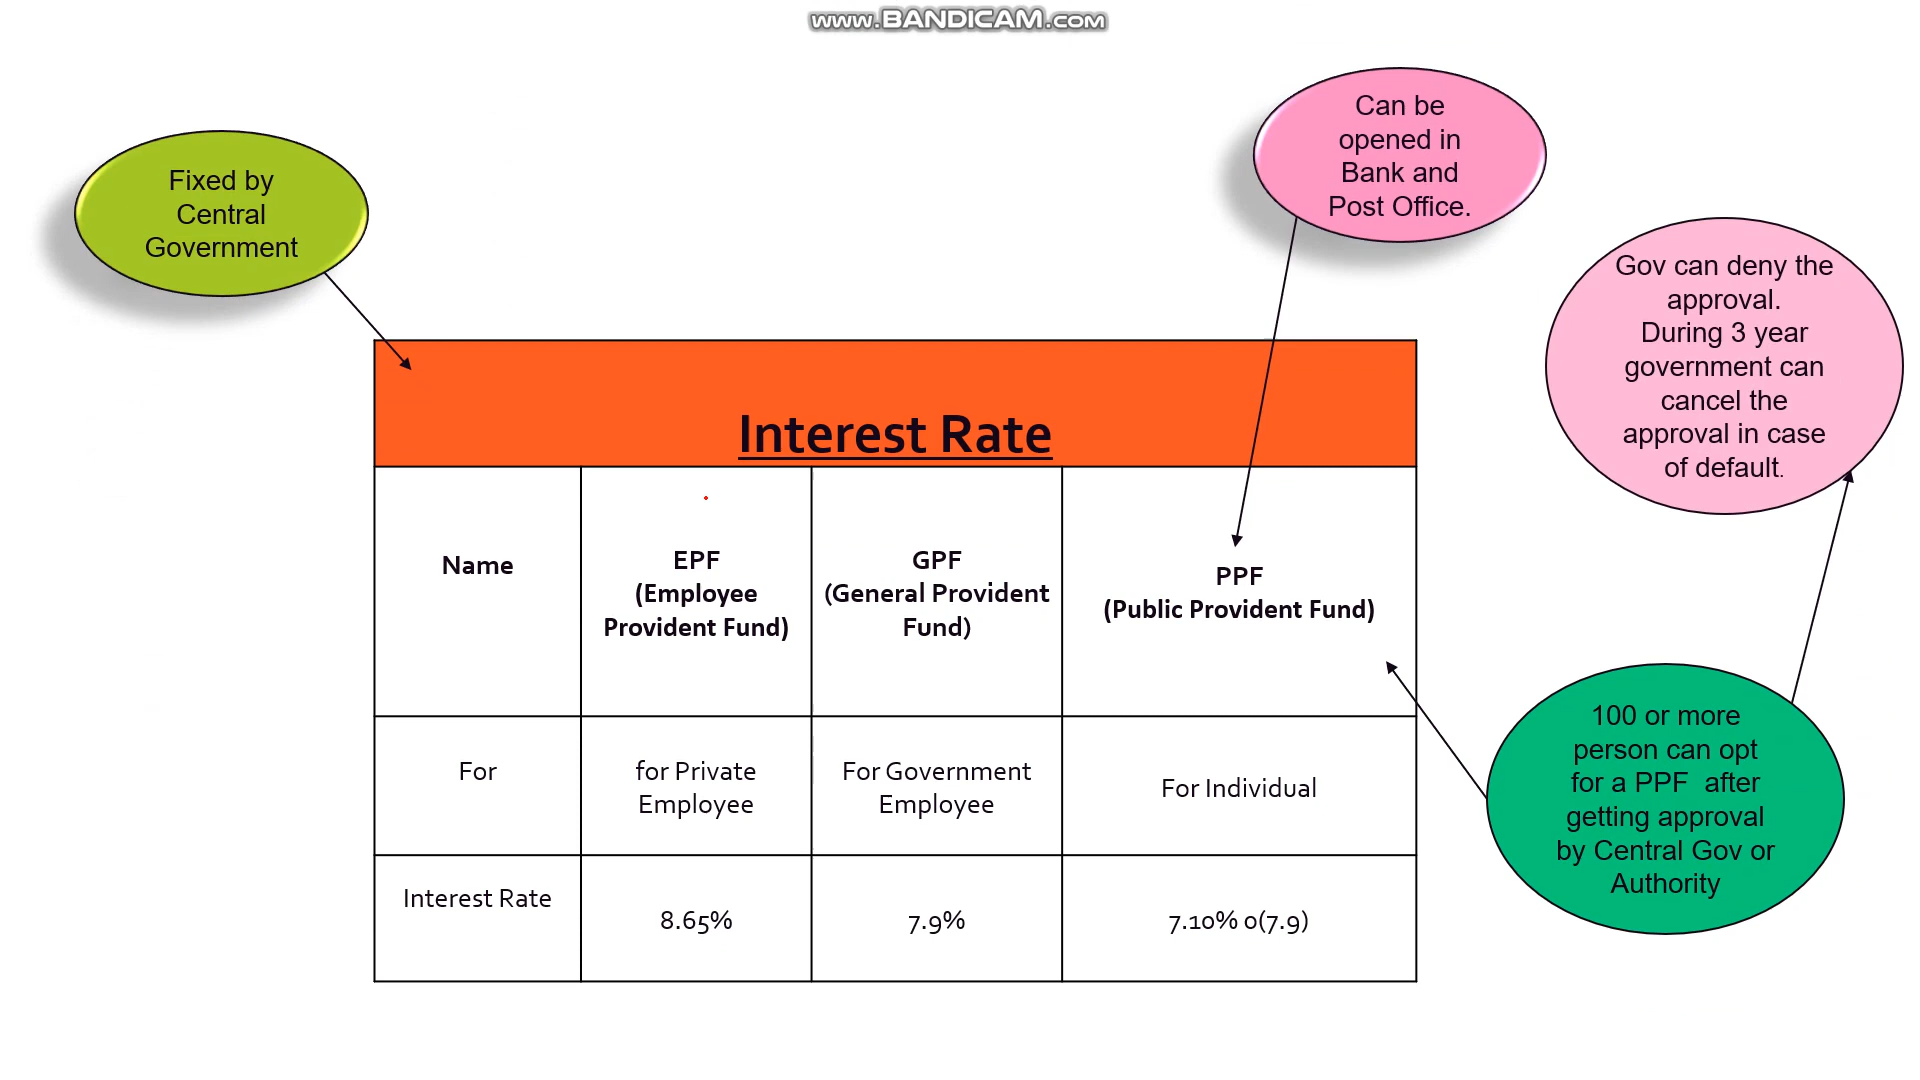 www.BANDICAM.com
Can be
opened in
Bank and
Post Office.
Fixed by
Central
Government
Gov can deny the
approval.
During 3 year
government can
cancel the
approval in case
of default.
Interest Rate
Name
EPF
(Employee
Provident Fund)
GPF
(General Provident
Fund)
PPF
(Public Provident Fund)
For
for Private
Employee
For Government
Employee
For Individual
100 or more
person can opt
for a PPF  after
getting approval
by Central Gov or
Authority
Interest Rate
8.65%
7.9%
7.10% 0(7.9)